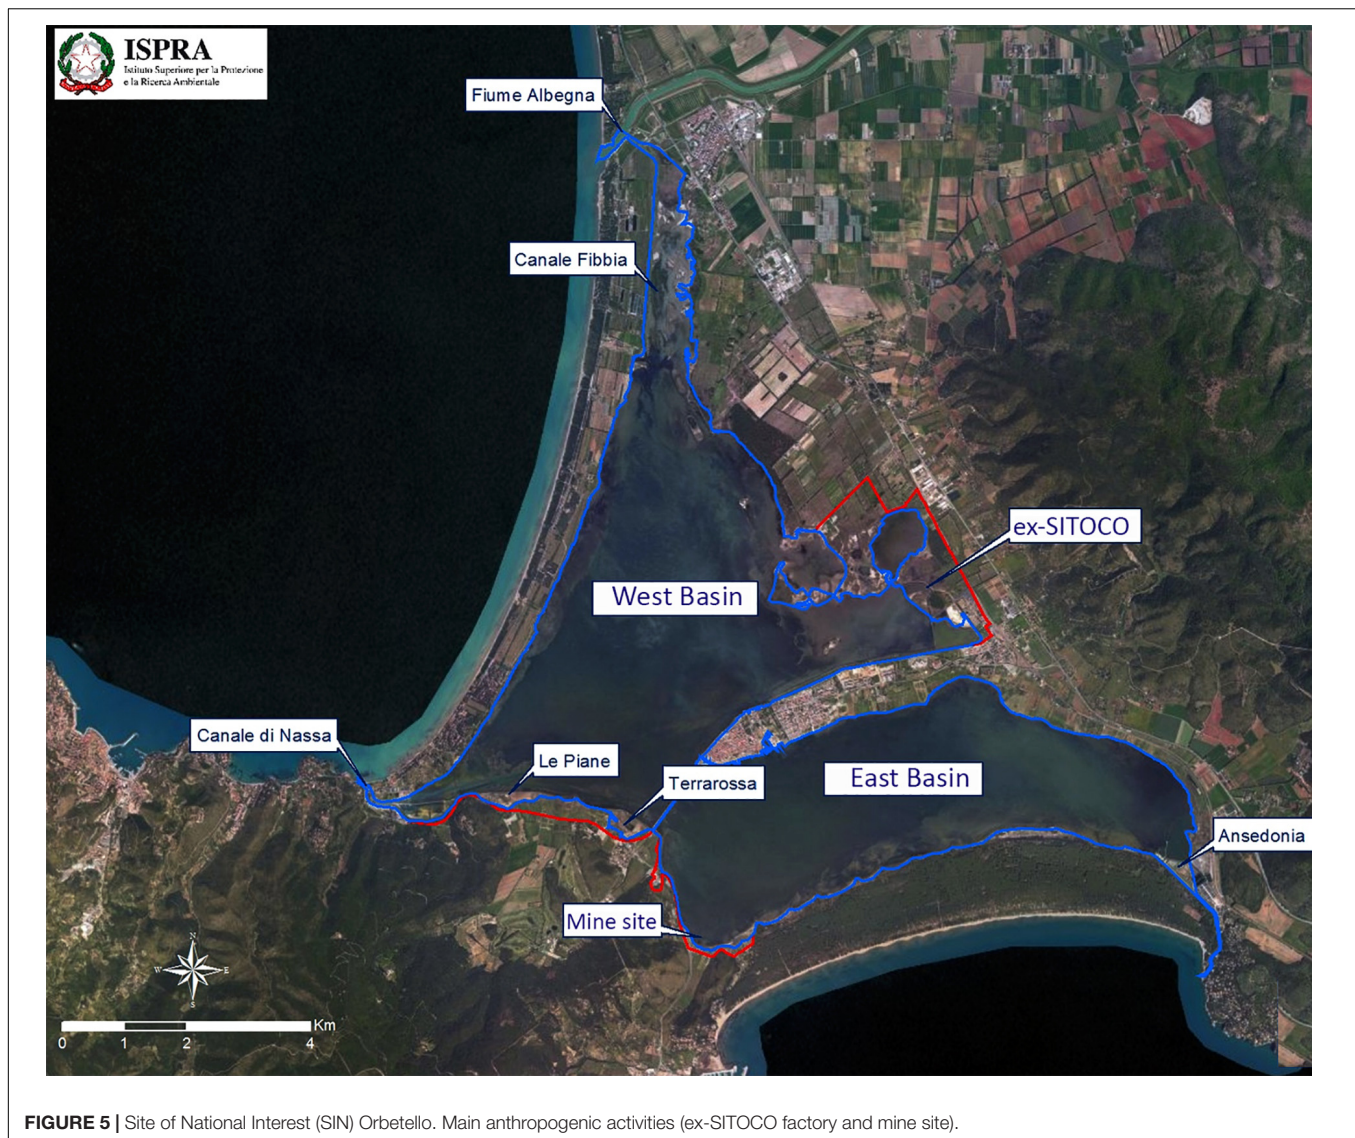 ISPRA
Istituto Superiore per la Protezione
e la Ricerca Ambientale
Fiume Albegna
Canale Fibbia
ex-SITOCO
West Basin
Canale di Nassa
Le Piane
Terrarossa
East Basin
Ansedonia
Mine site
N
W E
S
Km
0 1 2 4
FIGURE 5 | Site of National Interest (SIN) Orbetello. Main anthropogenic activities (ex-SITOCO factory and mine site).